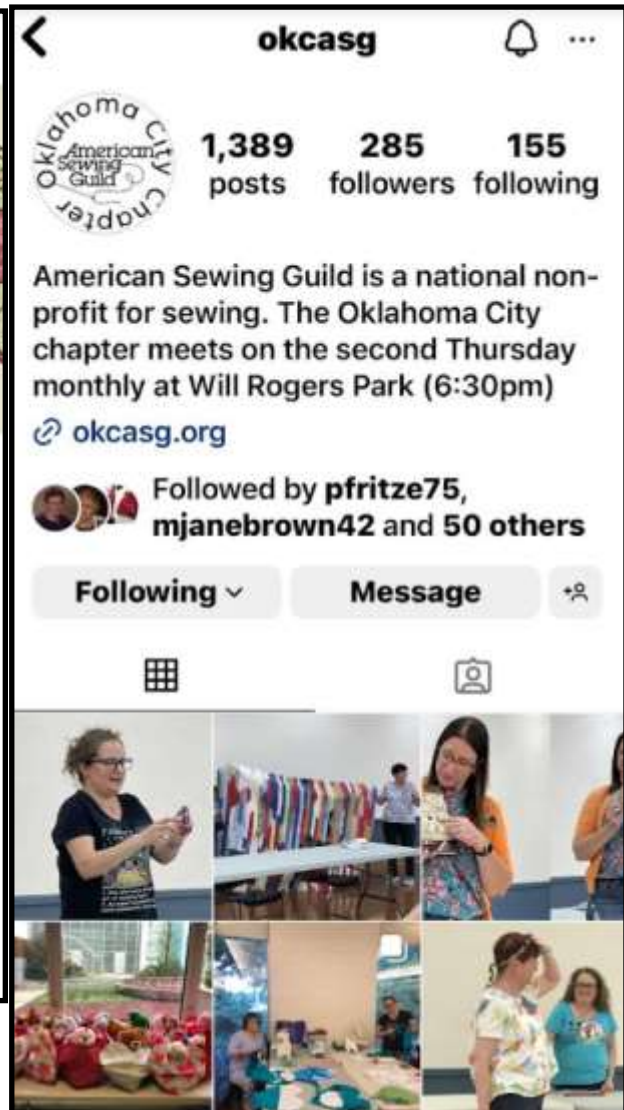 okcasg
Oklahoma City Chapter
American
Sewing
Guild
1,389 285 155
posts followers following
American Sewing Guild is a national non-
profit for sewing. The Oklahoma City
chapter meets on the second Thursday
monthly at Will Rogers Park (6:30pm)
okcasg.org
Followed by pfritze75,
mjanebrown42 and 50 others
Following Message